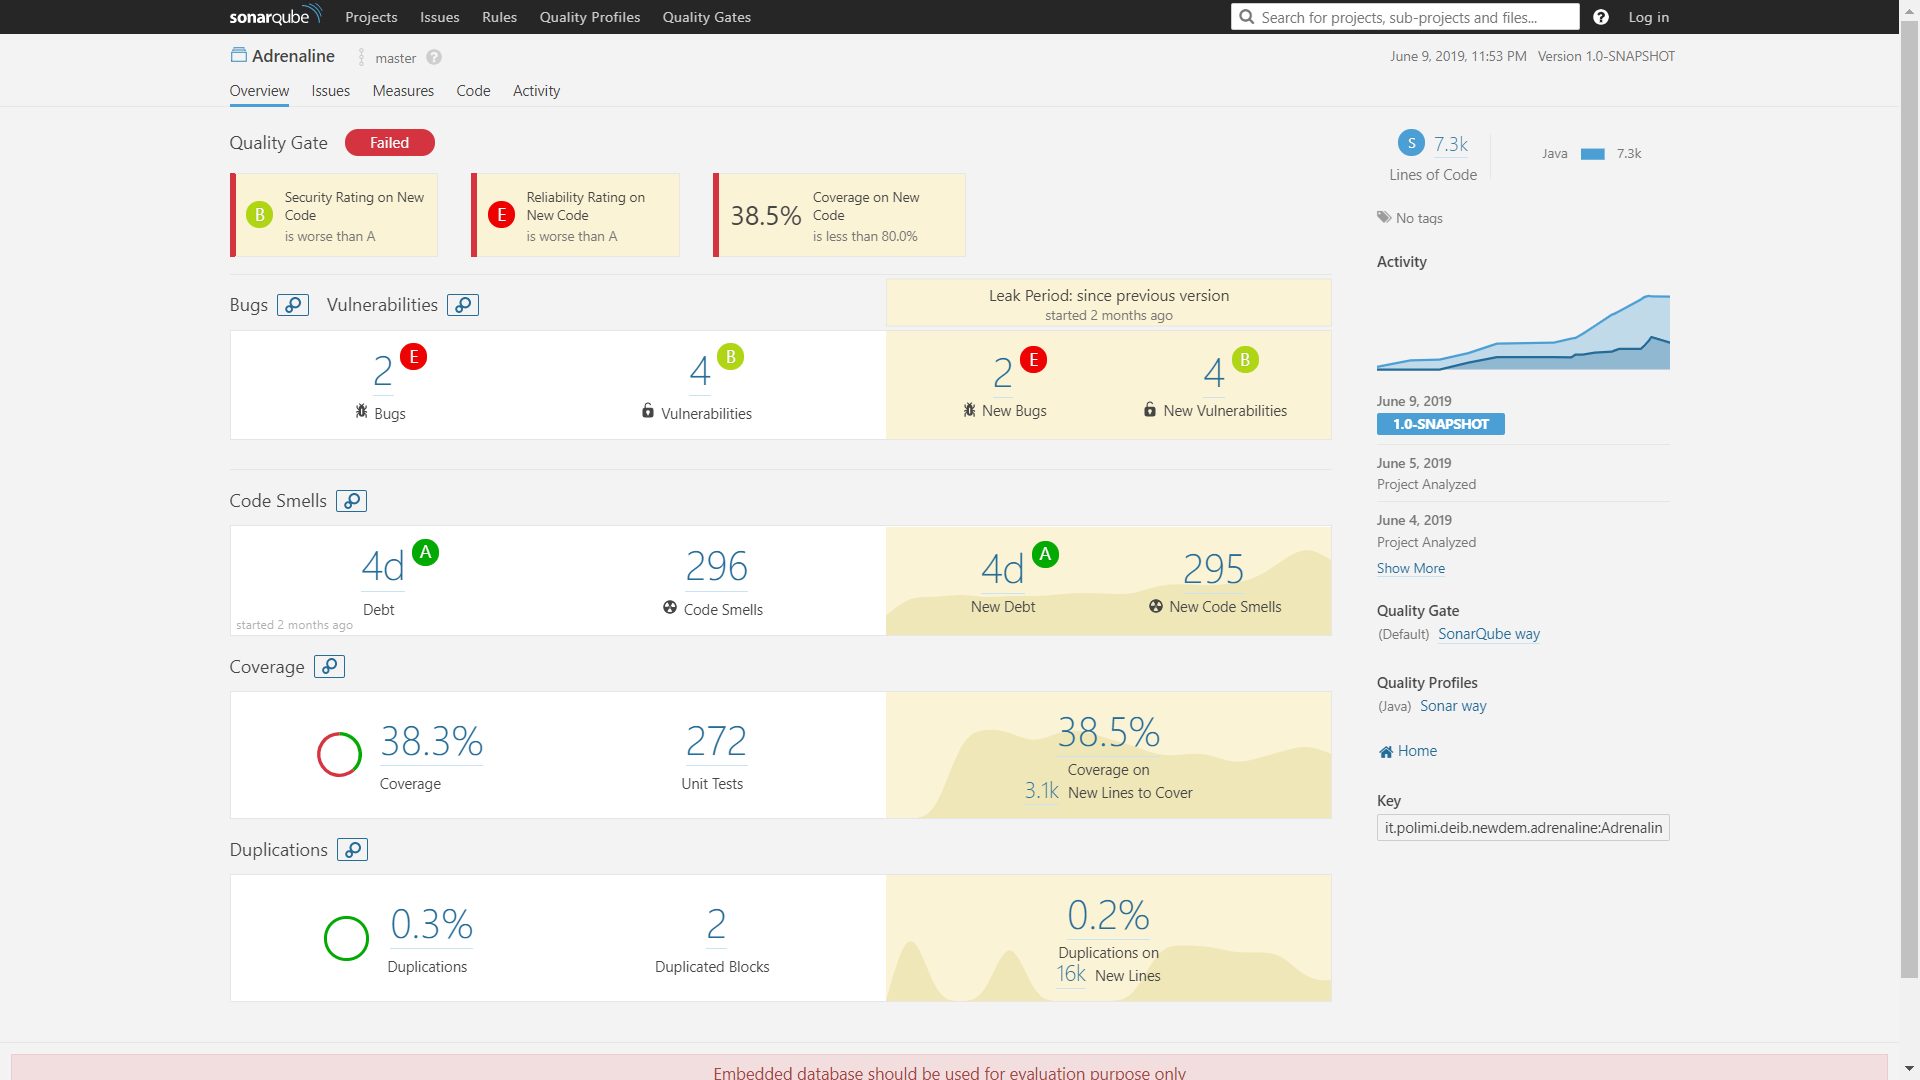 sonarqube Projects Issues Rules Quality Profiles Quality Gates Search for projects, sub-projects and files... ? Log in
Adrenaline master ? June 9, 2019, 11:53 PM Version 1.0-SNAPSHOT
Overview Issues Measures Code Activity
Quality Gate Failed
B Security Rating on New
Code
is worse than A
E Reliability Rating on
New Code
is worse than A
38.5% Coverage on New
Code
is less than 80.0%
Bugs Vulnerabilities
Leak Period: since previous version
started 2 months ago
2 E
Bugs
4 B
Vulnerabilities
2 E
New Bugs
4 B
New Vulnerabilities
Code Smells
4d A
Debt
started 2 months ago
296
Code Smells
4d A
New Debt
295
New Code Smells
Coverage
38.3%
Coverage
272
Unit Tests
38.5%
Coverage on
3.1k New Lines to Cover
Duplications
0.3%
Duplications
2
Duplicated Blocks
0.2%
Duplications on
16k New Lines
S 7.3k
Lines of Code
Java 7.3k
No tags
Activity
June 9, 2019
1.0-SNAPSHOT
June 5, 2019
Project Analyzed
June 4, 2019
Project Analyzed
Show More
Quality Gate
(Default) SonarQube way
Quality Profiles
(Java) Sonar way
Home
Key
it.polimi.deib.newdem.adrenaline:Adrenalin
Embedded database should be used for evaluation purpose only